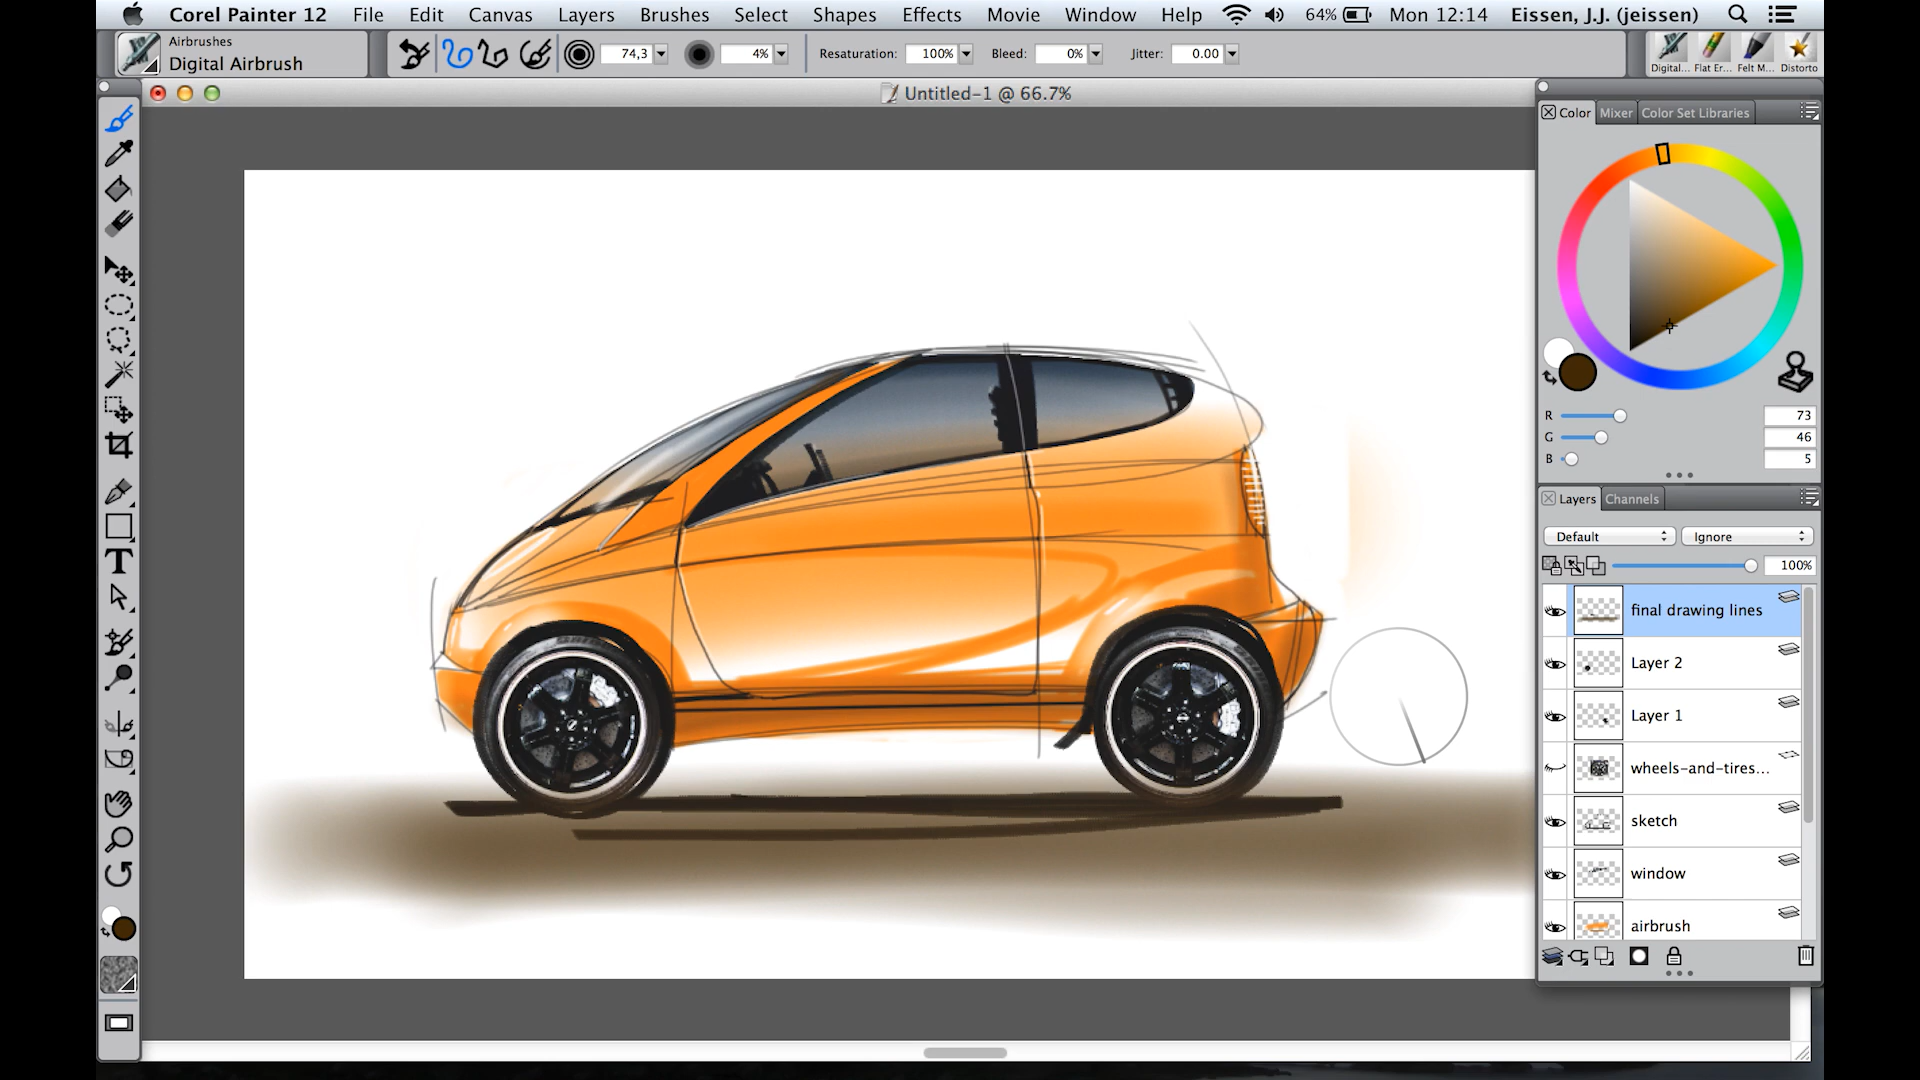 Corel Painter 12 File Edit Canvas Layers Brushes Select Shapes Effects Movie Window Help 64% Mon 12:14 Eissen, J.J. (jeissen)
Airbrushes
Digital Airbrush
74,3 4% Resaturation: 100% Bleed: 0% Jitter: 0.00
Digital... Flat Er... Felt M... Distorto
Untitled-1 @ 66.7%
Color Mixer Color Set Libraries
R 73
G 46
B 5
Layers Channels
Default Ignore
100%
final drawing lines
Layer 2
Layer 1
wheels-and-tires...
sketch
window
airbrush
T